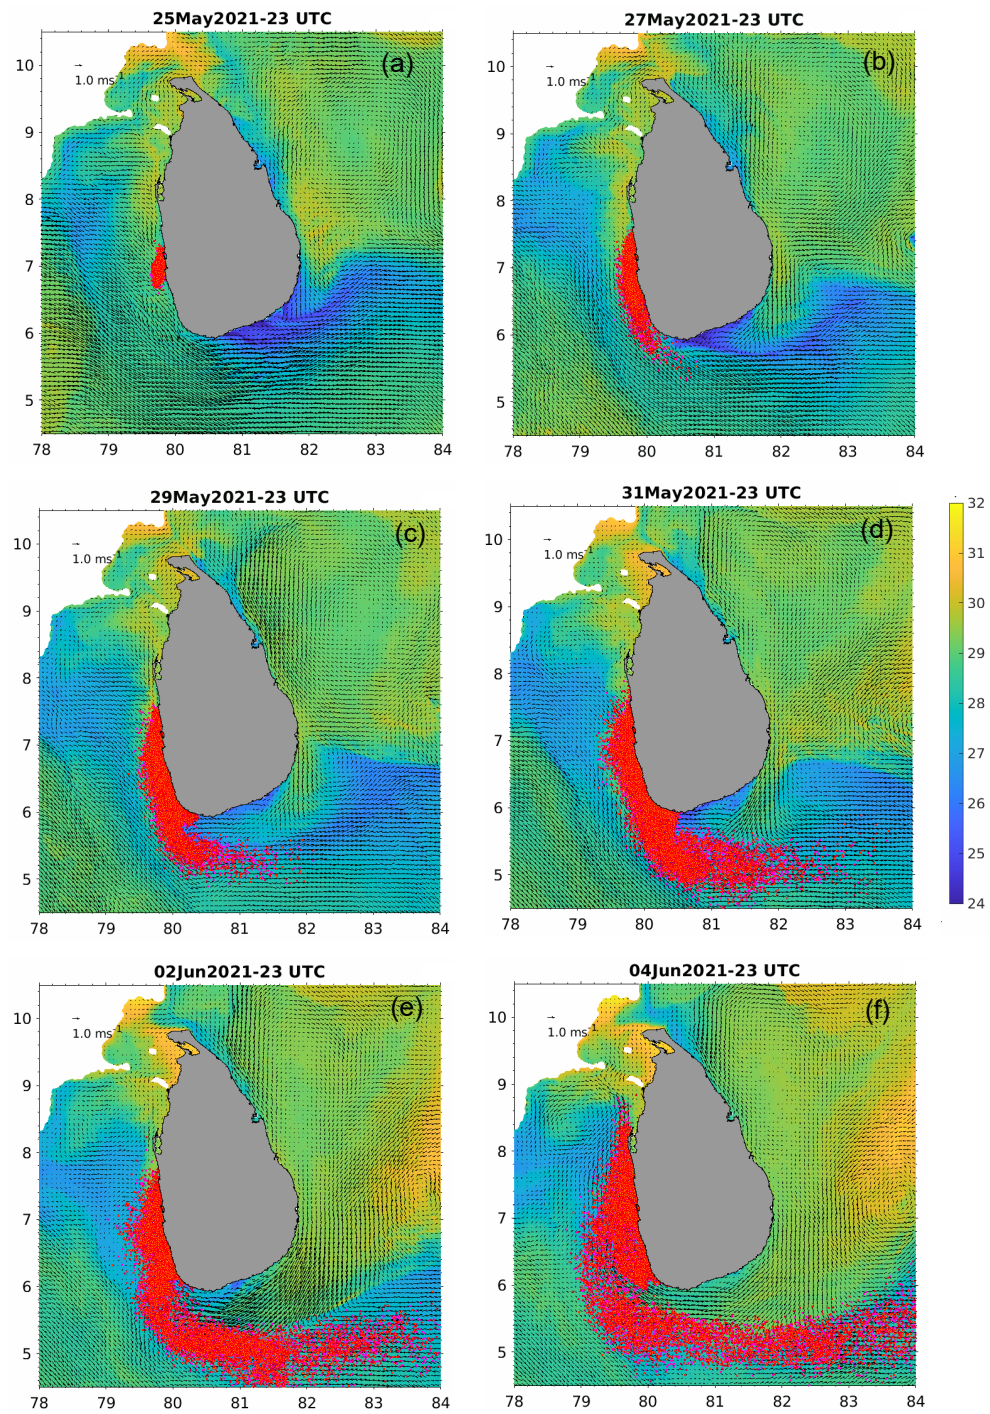 25May2021-23 UTC
27May2021-23 UTC
(a)
(b)
1.0 ms-1
1.0 ms-1
10
9
8
7
6
5
78 79 80 81 82 83 84
10
9
8
7
6
5
78 79 80 81 82 83 84
29May2021-23 UTC
31May2021-23 UTC
(c)
(d)
1.0 ms-1
1.0 ms-1
10
9
8
7
6
5
78 79 80 81 82 83 84
10
9
8
7
6
5
78 79 80 81 82 83 84
32
31
30
29
28
27
26
25
24
02Jun2021-23 UTC
04Jun2021-23 UTC
(e)
(f)
1.0 ms-1
1.0 ms-1
10
9
8
7
6
5
78 79 80 81 82 83 84
10
9
8
7
6
5
78 79 80 81 82 83 84